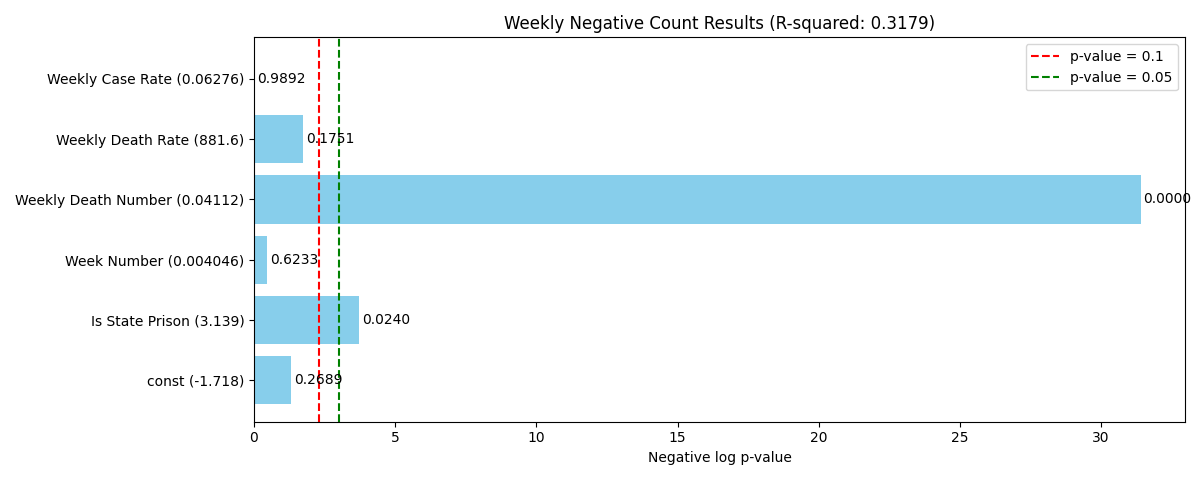 Weekly Negative Count Results (R-squared: 0.3179)
p-value = 0.1
p-value = 0.05
Weekly Case Rate (0.06276) 0.9892
Weekly Death Rate (881.6) 0.1751
Weekly Death Number (0.04112) 0.0000
Week Number (0.004046) 0.6233
Is State Prison (3.139) 0.0240
const (-1.718) 0.2689
0 5 10 15 20 25 30
Negative log p-value